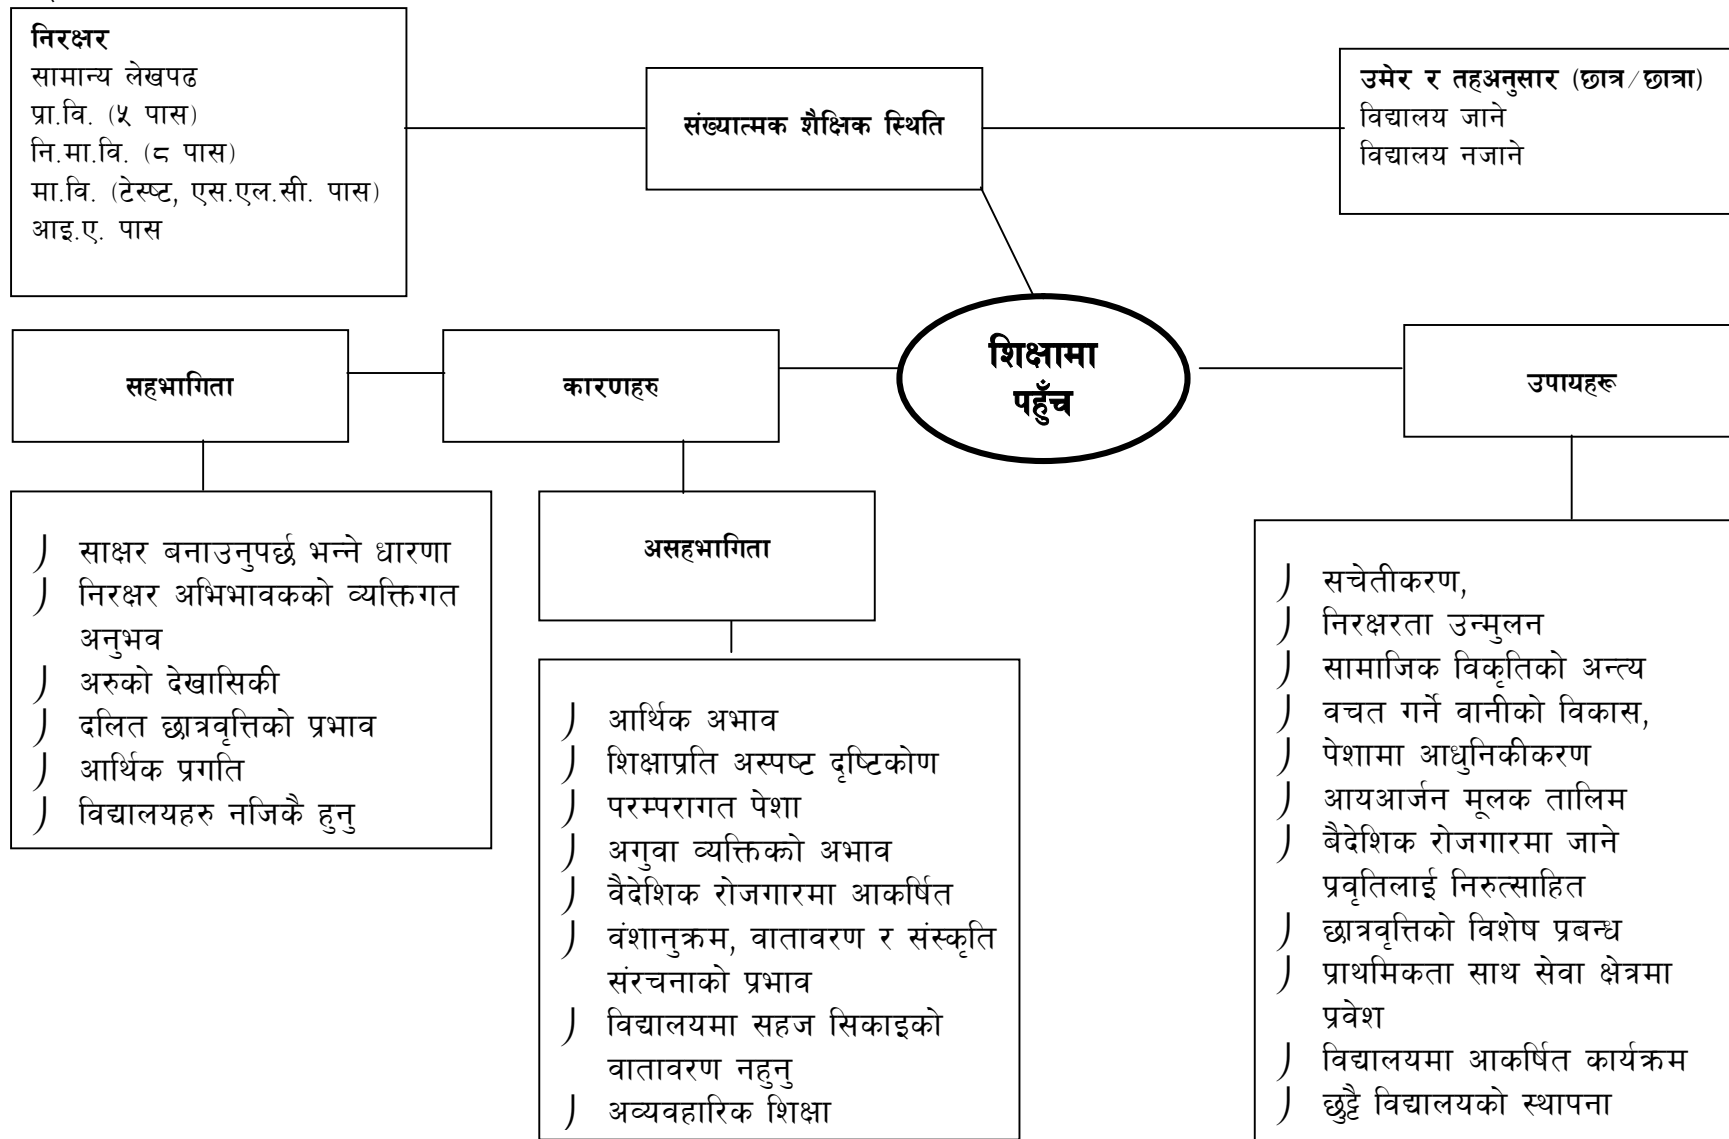 निरक्षर
सामान्य लेखपढ
प्रा.वि. (५ पास)
नि.मा.वि. (८ पास)
मा.वि. (टेस्ष्ट, एस.एल.सी. पास)
आइ.ए. पास
संख्यात्मक शैक्षिक स्थिति
उमेर र तहअनुसार (छात्र/छात्रा)
विद्यालय जाने
विद्यालय नजाने
शिक्षामा
पहुँच
सहभागिता
कारणहरु
उपायहरू
साक्षर बनाउनुपर्छ भन्ने धारणा
निरक्षर अभिभावकको व्यक्तिगत
अनुभव
अरुको देखासिकी
दलित छात्रवृत्तिको प्रभाव
आर्थिक प्रगति
विद्यालयहरु नजिकै हुनु
असहभागिता
आर्थिक अभाव
शिक्षाप्रति अस्पष्ट दृष्टिकोण
परम्परागत पेशा
अगुवा व्यक्तिको अभाव
वैदेशिक रोजगारमा आकर्षित
वंशानुक्रम, वातावरण र संस्कृति
संरचनाको प्रभाव
विद्यालयमा सहज सिकाइको
वातावरण नहुनु
अव्यवहारिक शिक्षा
सचेतीकरण,
निरक्षरता उन्मुलन
सामाजिक विकृतिको अन्त्य
वचत गर्ने वानीको विकास,
पेशामा आधुनिकीकरण
आयआर्जन मूलक तालिम
बैदेशिक रोजगारमा जाने
प्रवृतिलाई निरुत्साहित
छात्रवृत्तिको विशेष प्रबन्ध
प्राथमिकता साथ सेवा क्षेत्रमा
प्रवेश
विद्यालयमा आकर्षित कार्यक्रम
छुट्टै विद्यालयको स्थापना